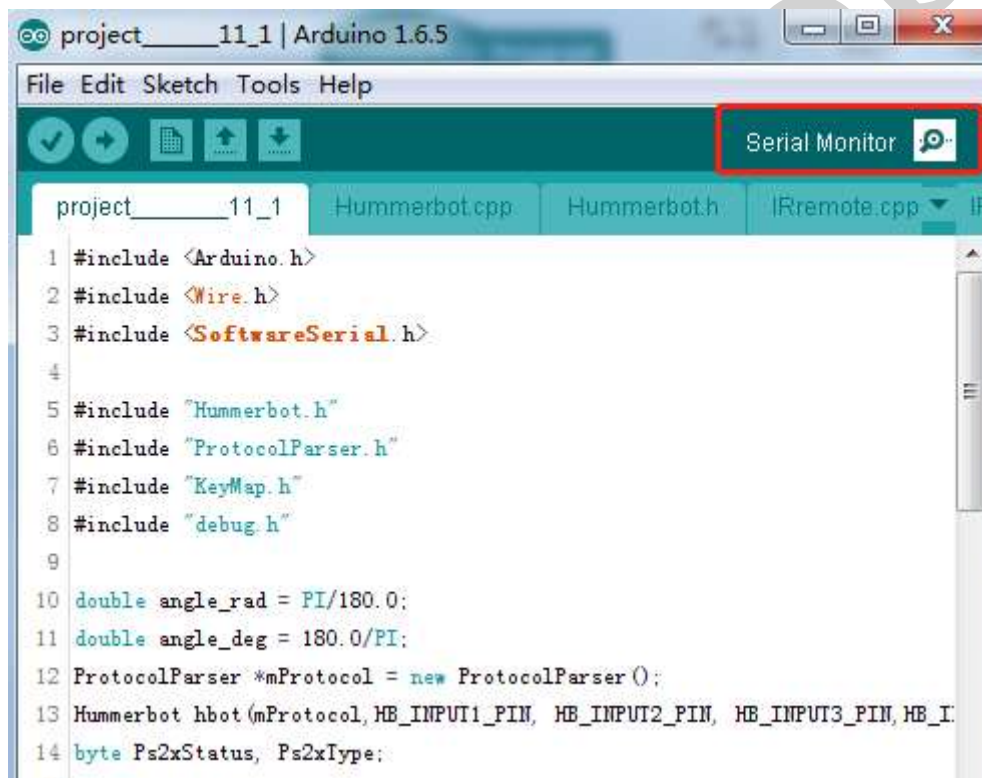 project______11_1 | Arduino 1.6.5
File Edit Sketch Tools Help
Serial Monitor
project_______11_1 Hummerbot.cpp Hummerbot.h IRremote.cpp
1 #include <Arduino.h>
2 #include <Wire.h>
3 #include <SoftwareSerial.h>
4
5 #include "Hummerbot.h"
6 #include "ProtocolParser.h"
7 #include "KeyMap.h"
8 #include "debug.h"
9
10 double angle_rad = PI/180.0;
11 double angle_deg = 180.0/PI;
12 ProtocolParser *mProtocol = new ProtocolParser();
13 Hummerbot hbot(mProtocol,HB_INPUT1_PIN, HB_INPUT2_PIN, HB_INPUT3_PIN,HB_I
14 byte Ps2xStatus, Ps2xType;